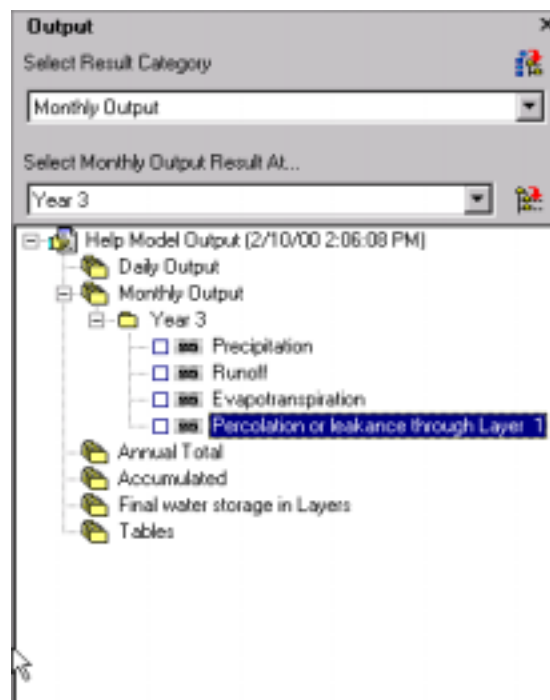 Output
Select Result Category
Monthly Output
Select Monthly Output Result At...
Year 3
Help Model Output (2/10/00 2:06:08 PM)
Daily Output
Monthly Output
Year 3
Precipitation
Runoff
Evapotranspiration
Percolation or leakance through Layer 1
Annual Total
Accumulated
Final water storage in Layers
Tables